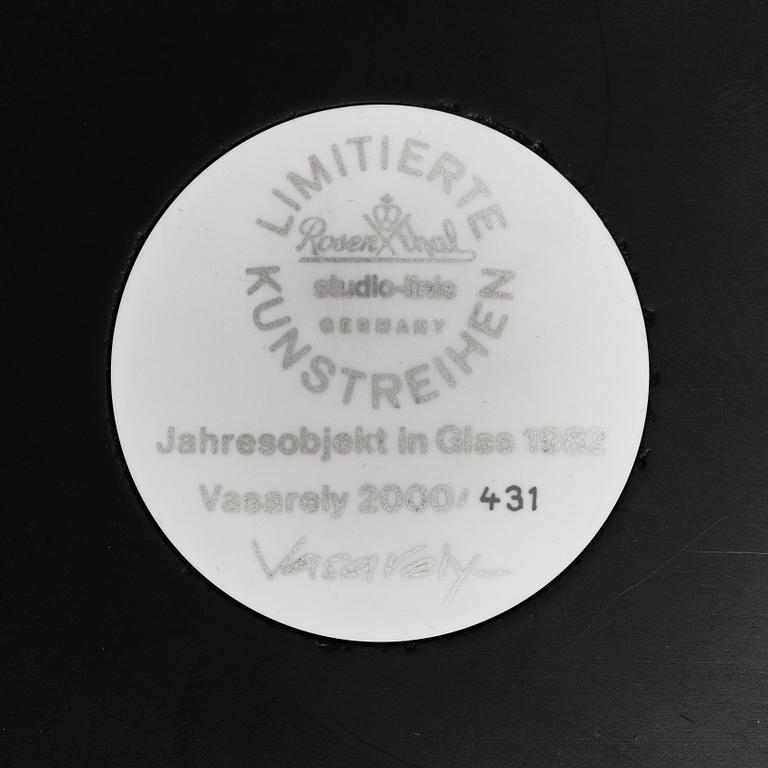 LIMITIERTE
Rosenthal
studio-linie
GERMANY
KUNSTREIHEN
Jahresobjekt in Glas 1982
Vasarely 2000/ 431
Vasarely